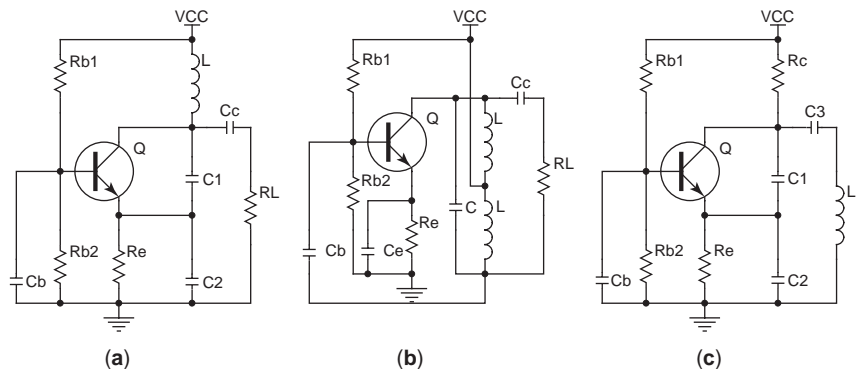 VCC
Rb1
L
Cc
Q
C1
RL
Rb2
Re
Cb
C2
(a)
VCC
Rb1
Cc
Q
L
Rb2
RL
C
L
Re
Cb
Ce
(b)
VCC
Rb1
Rc
C3
Q
C1
L
Rb2
Re
Cb
C2
(c)